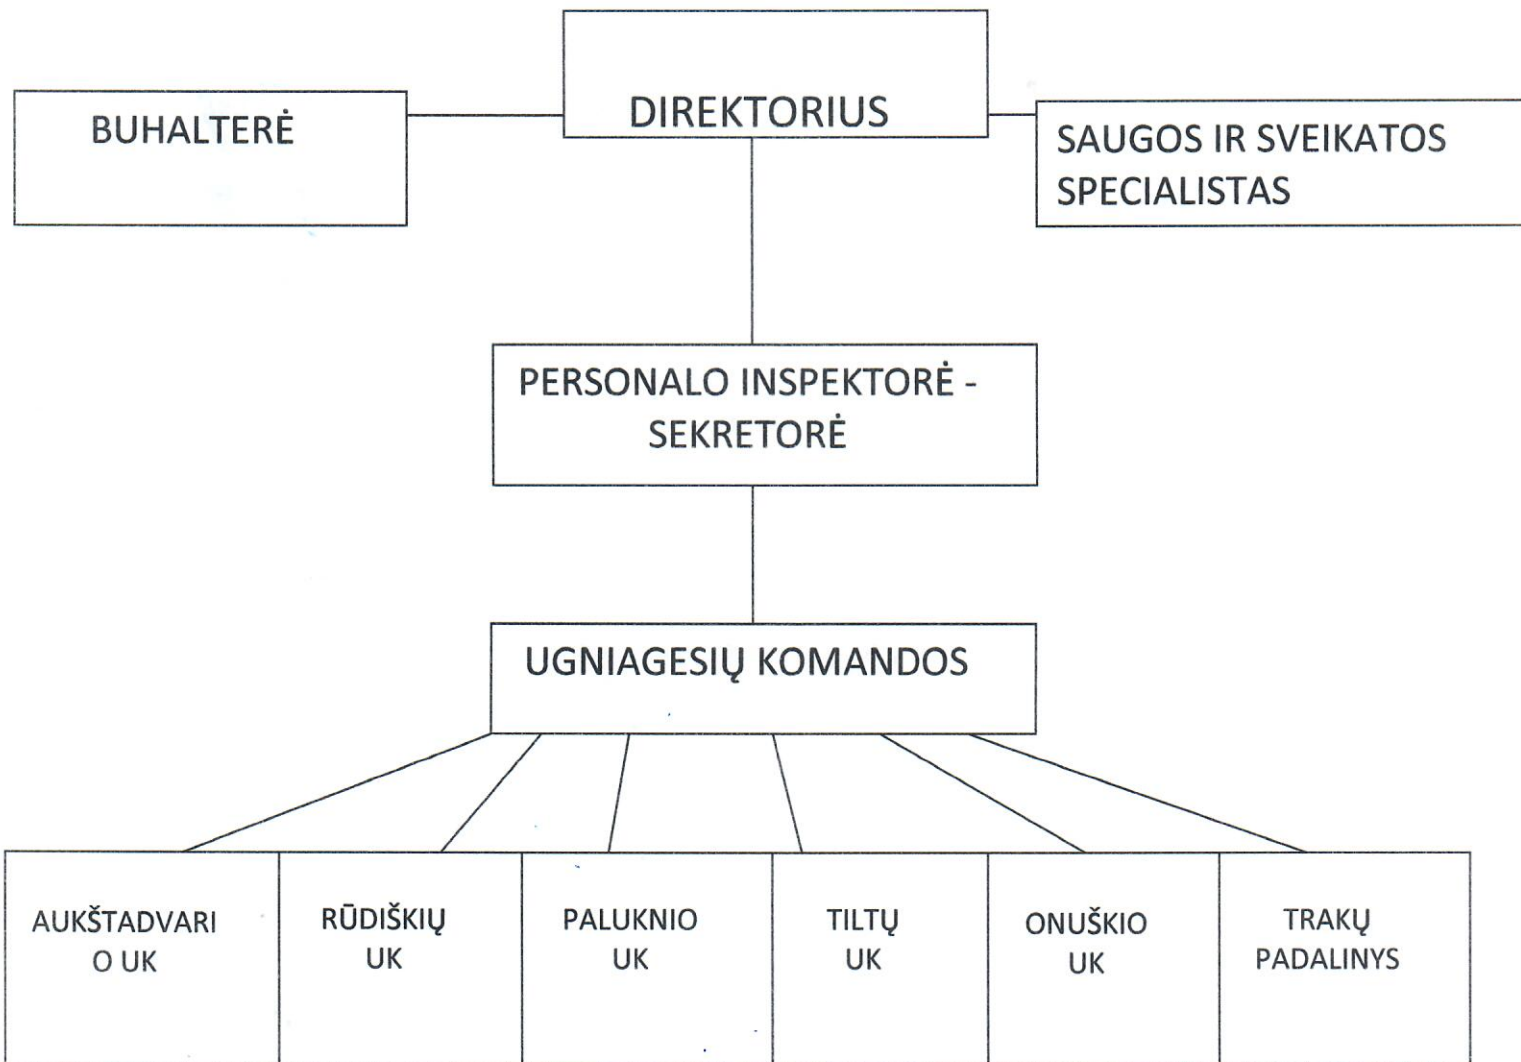 DIREKTORIUS
BUHALTERĖ
SAUGOS IR SVEIKATOS
SPECIALISTAS
PERSONALO INSPEKTORĖ -
SEKRETORĖ
UGNIAGESIŲ KOMANDOS
AUKŠTADVARI
O UK
RŪDIŠKIŲ
UK
PALUKNIO
UK
TILTŲ
UK
ONUŠKIO
UK
TRAKŲ
PADALINYS